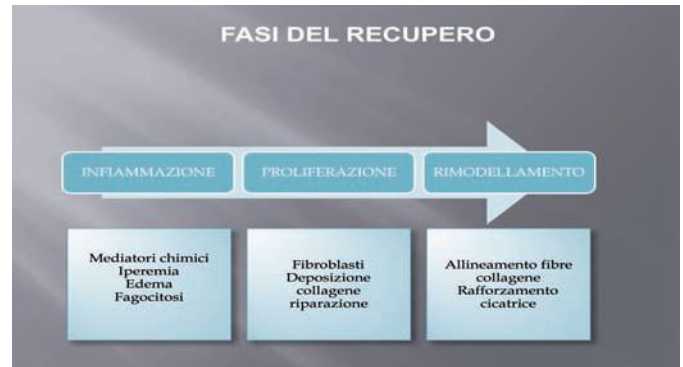 FASI DEL RECUPERO
INFIAMMAZIONE
PROLIFERAZIONE
RIMODELLAMENTO
Mediatori chimici
Iperemia
Edema
Fagocitosi
Fibroblasti
Deposizione
collagene
riparazione
Allineamento fibre
collagene
Rafforzamento
cicatrice